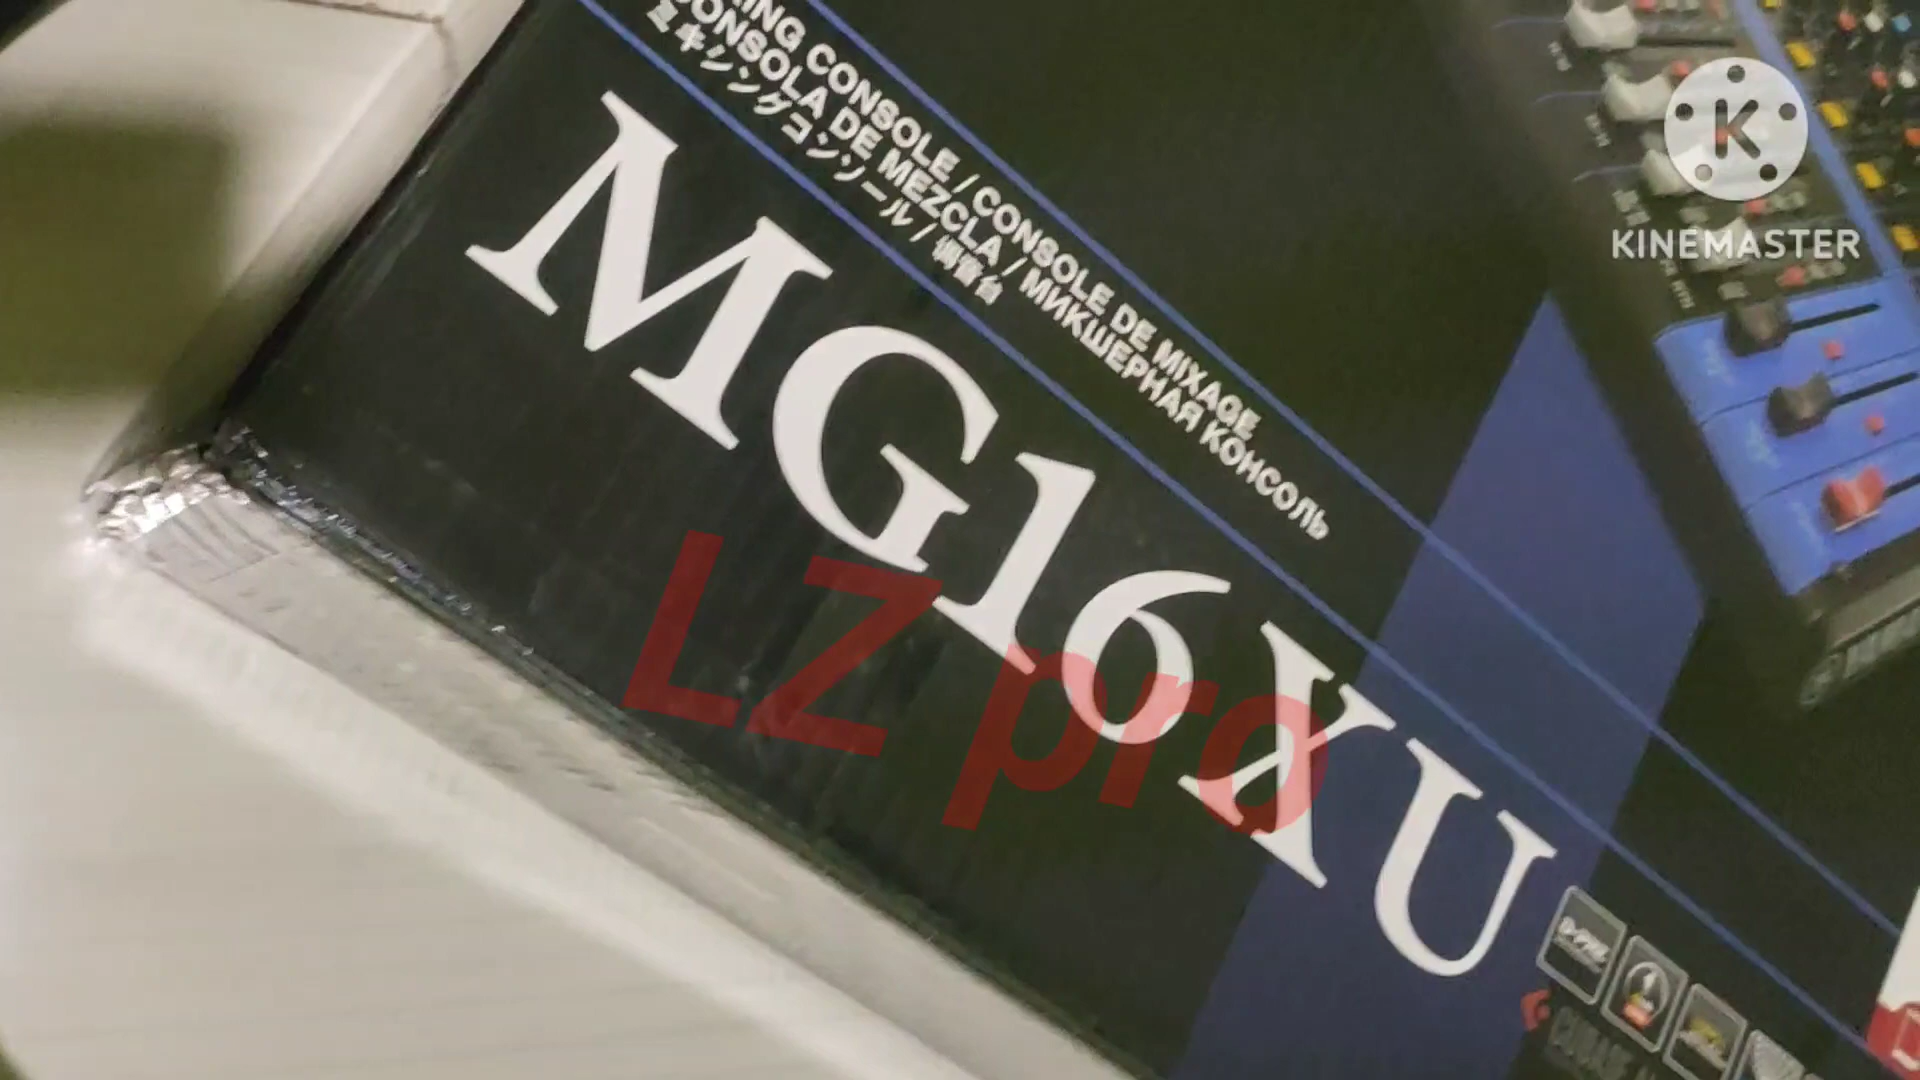 CONSOLE / CONSOLE DE MIXAGE
CONSOLA DE MEZCLA / МИКШЕРНАЯ КОНСОЛЬ
ミキシングコンソール / 调音台
MG16XU
LZ pro
K
KINEMASTER
D-PRE